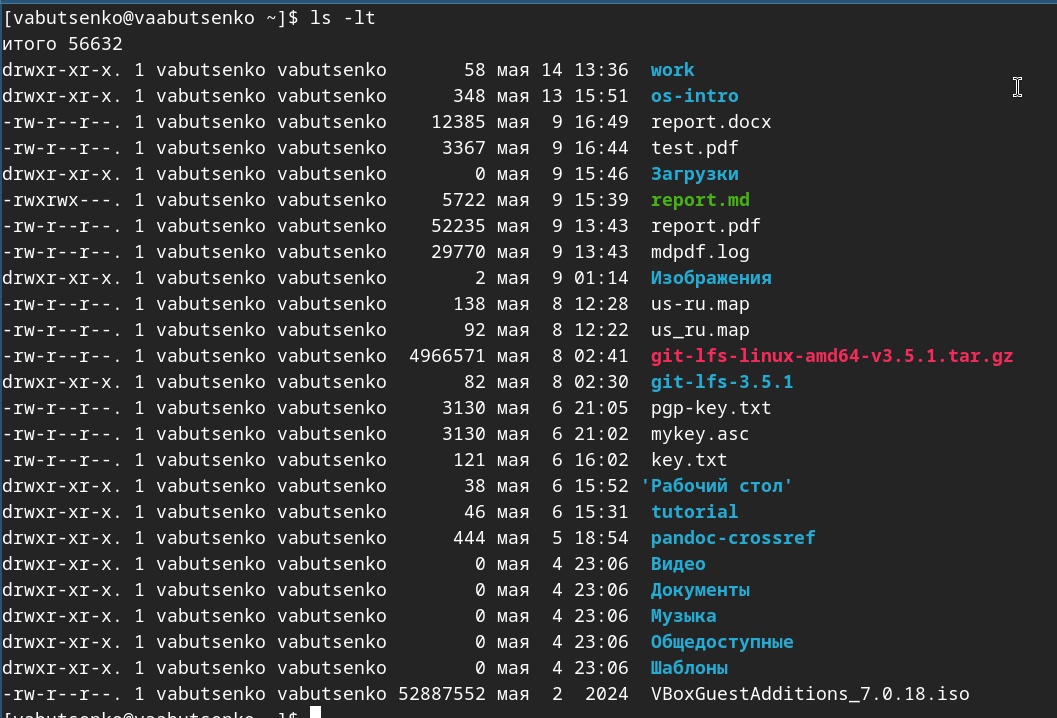 [vabutsenko@vaabutsenko ~]$ ls -lt
итого 56632
drwxr-xr-x. 1 vabutsenko vabutsenko       58 мая 14 13:36  work
drwxr-xr-x. 1 vabutsenko vabutsenko      348 мая 13 15:51  os-intro
-rw-r--r--. 1 vabutsenko vabutsenko    12385 мая  9 16:49  report.docx
-rw-r--r--. 1 vabutsenko vabutsenko     3367 мая  9 16:44  test.pdf
drwxr-xr-x. 1 vabutsenko vabutsenko        0 мая  9 15:46  Загрузки
-rwxrwx---. 1 vabutsenko vabutsenko     5722 мая  9 15:39  report.md
-rw-r--r--. 1 vabutsenko vabutsenko    52235 мая  9 13:43  report.pdf
-rw-r--r--. 1 vabutsenko vabutsenko    29770 мая  9 13:43  mdpdf.log
drwxr-xr-x. 1 vabutsenko vabutsenko        2 мая  9 01:14  Изображения
-rw-r--r--. 1 vabutsenko vabutsenko      138 мая  8 12:28  us-ru.map
-rw-r--r--. 1 vabutsenko vabutsenko       92 мая  8 12:22  us_ru.map
-rw-r--r--. 1 vabutsenko vabutsenko  4966571 мая  8 02:41  git-lfs-linux-amd64-v3.5.1.tar.gz
drwxr-xr-x. 1 vabutsenko vabutsenko       82 мая  8 02:30  git-lfs-3.5.1
-rw-r--r--. 1 vabutsenko vabutsenko     3130 мая  6 21:05  pgp-key.txt
-rw-r--r--. 1 vabutsenko vabutsenko     3130 мая  6 21:02  mykey.asc
-rw-r--r--. 1 vabutsenko vabutsenko      121 мая  6 16:02  key.txt
drwxr-xr-x. 1 vabutsenko vabutsenko       38 мая  6 15:52 'Рабочий стол'
drwxr-xr-x. 1 vabutsenko vabutsenko       46 мая  6 15:31  tutorial
drwxr-xr-x. 1 vabutsenko vabutsenko      444 мая  5 18:54  pandoc-crossref
drwxr-xr-x. 1 vabutsenko vabutsenko        0 мая  4 23:06  Видео
drwxr-xr-x. 1 vabutsenko vabutsenko        0 мая  4 23:06  Документы
drwxr-xr-x. 1 vabutsenko vabutsenko        0 мая  4 23:06  Музыка
drwxr-xr-x. 1 vabutsenko vabutsenko        0 мая  4 23:06  Общедоступные
drwxr-xr-x. 1 vabutsenko vabutsenko        0 мая  4 23:06  Шаблоны
-rw-r--r--. 1 vabutsenko vabutsenko 52887552 мая  2  2024  VBoxGuestAdditions_7.0.18.iso
[vabutsenko@vaabutsenko ~]$